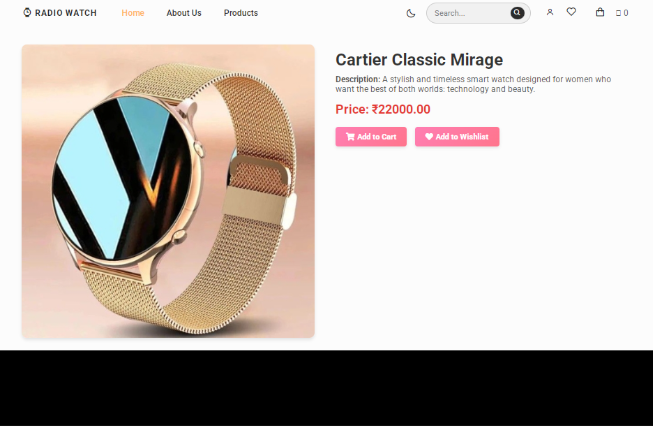 RADIO WATCH
Home
About Us
Products
Search...
0
Cartier Classic Mirage
Description: A stylish and timeless smart watch designed for women who
want the best of both worlds: technology and beauty.
Price: ₹22000.00
Add to Cart
Add to Wishlist